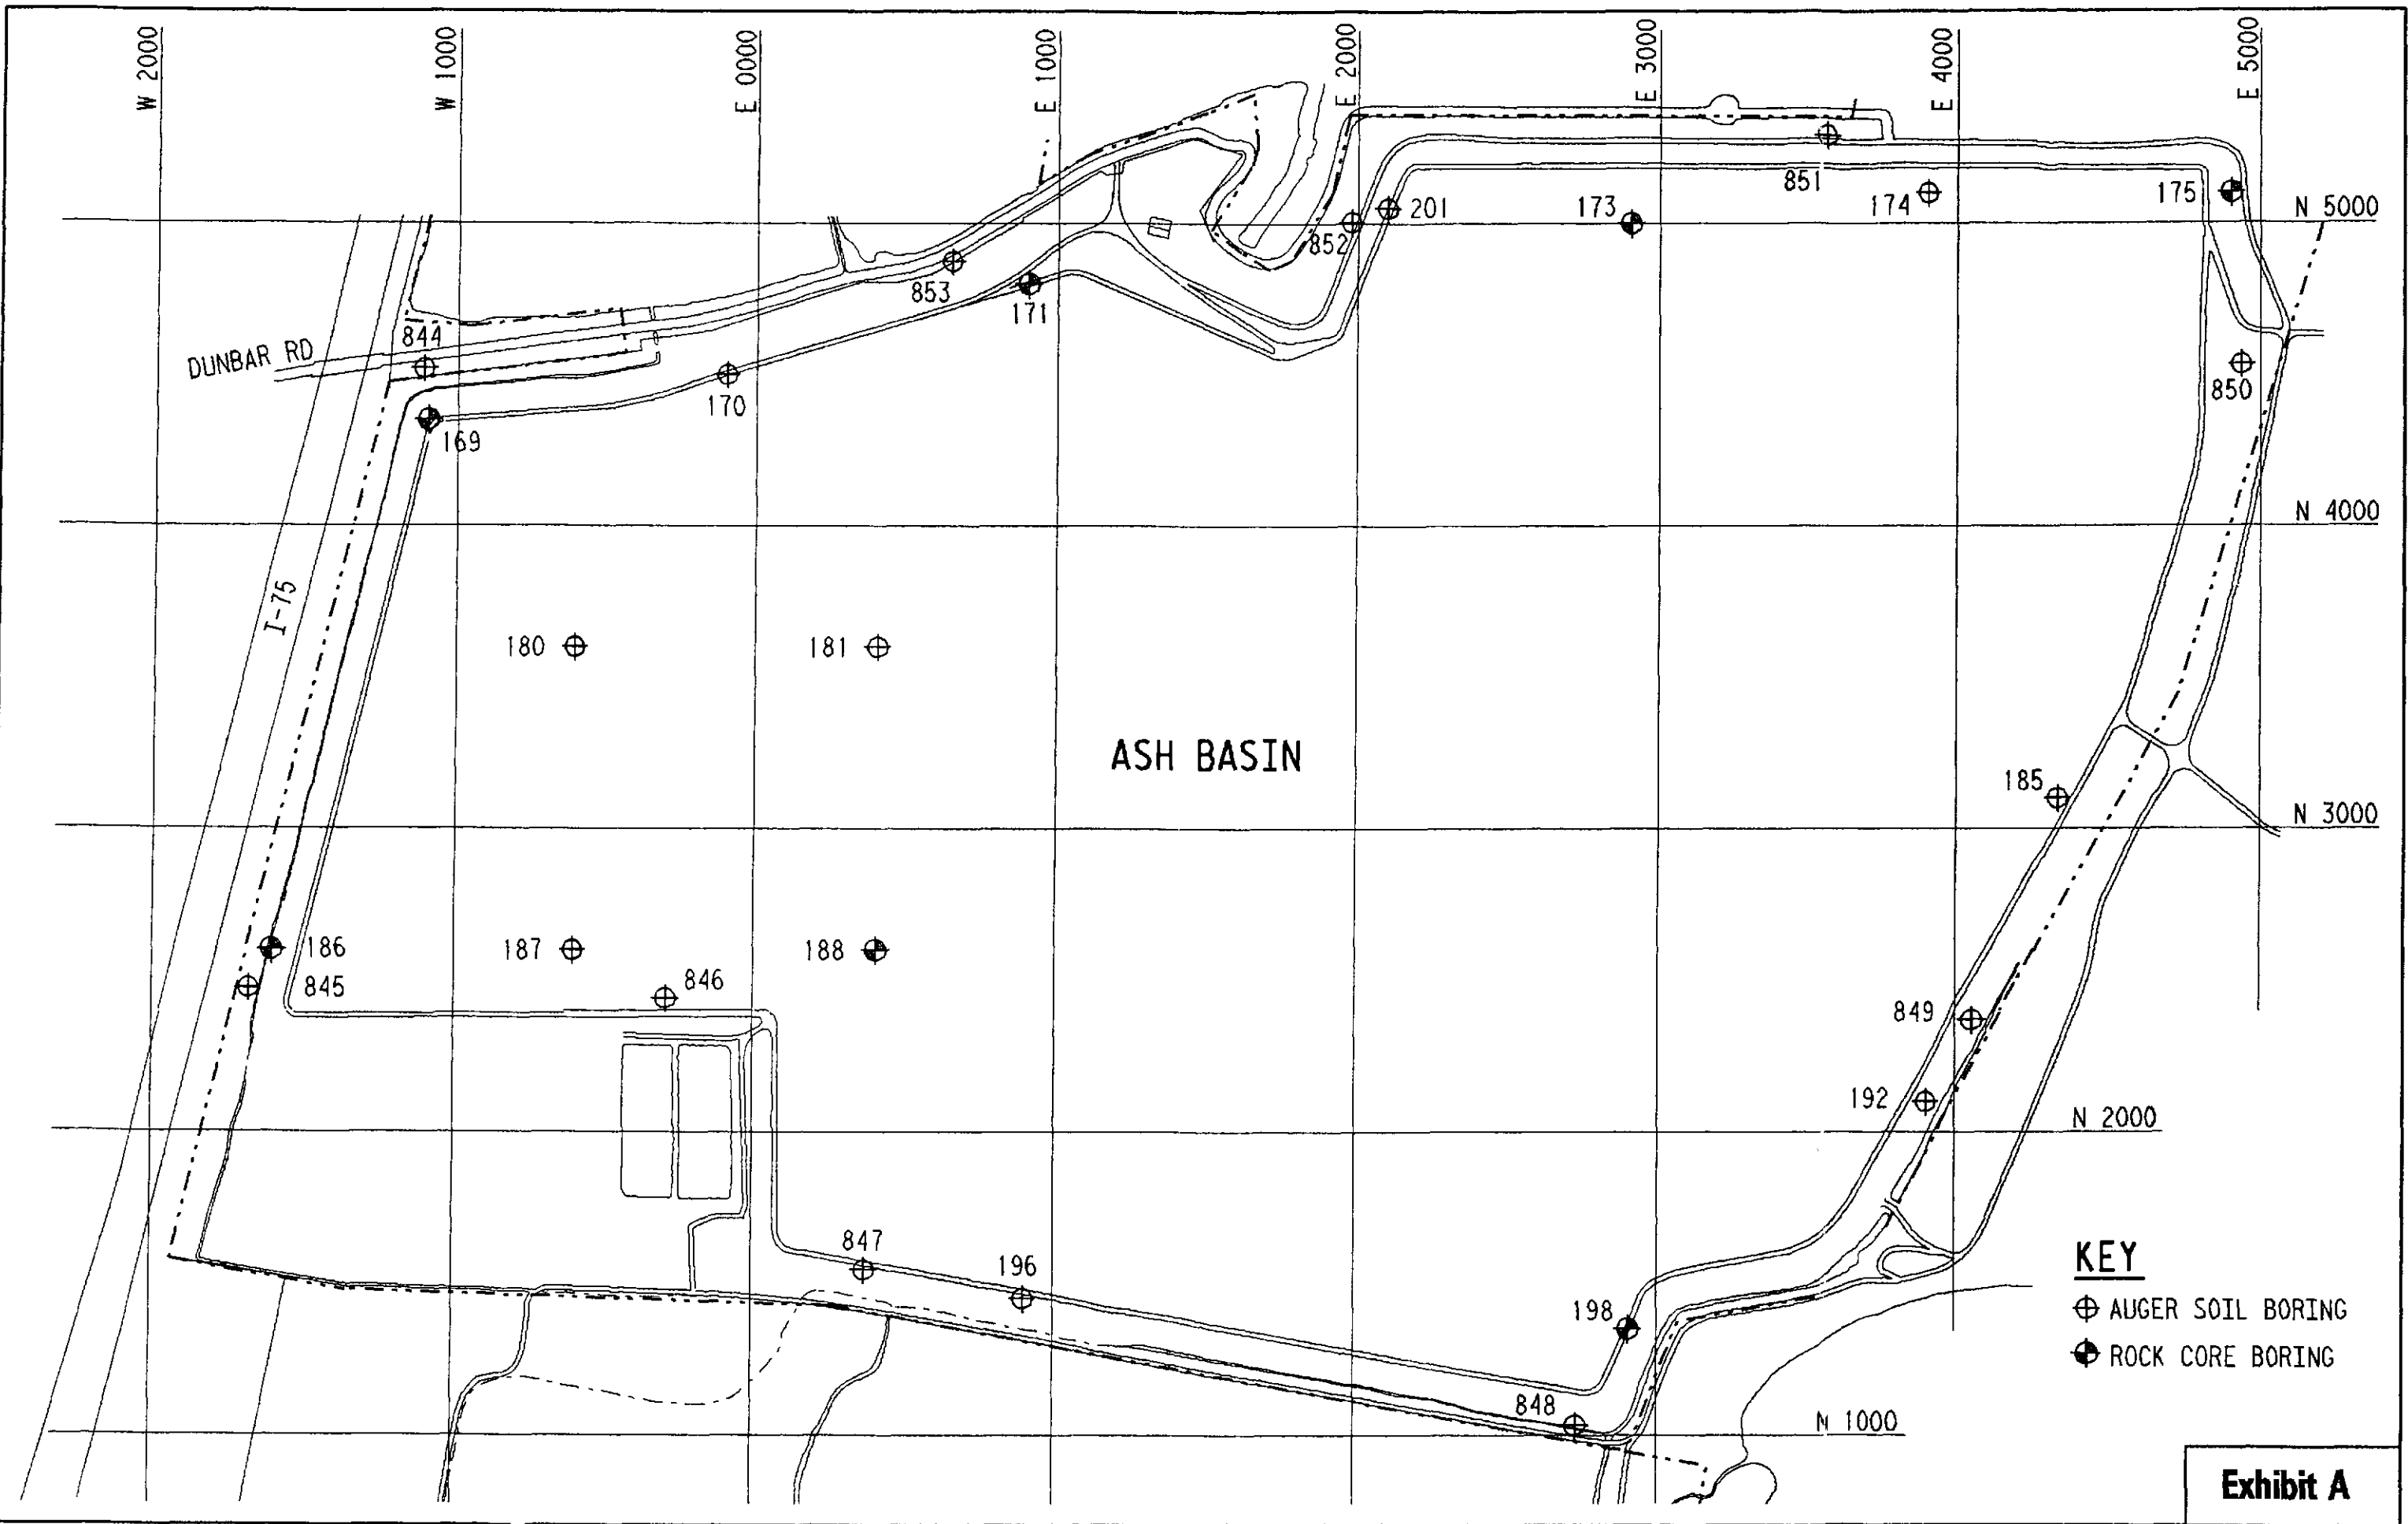 W 2000
W 1000
E 0000
E 1000
E 2000
E 3000
E 4000
E 5000
851
174
175
N 5000
201
173
852
853
171
844
DUNBAR RD
170
850
169
N 4000
I-75
180
181
ASH BASIN
185
N 3000
186
187
188
845
846
849
192
N 2000
847
196
198
KEY
AUGER SOIL BORING
ROCK CORE BORING
848
N 1000
Exhibit A